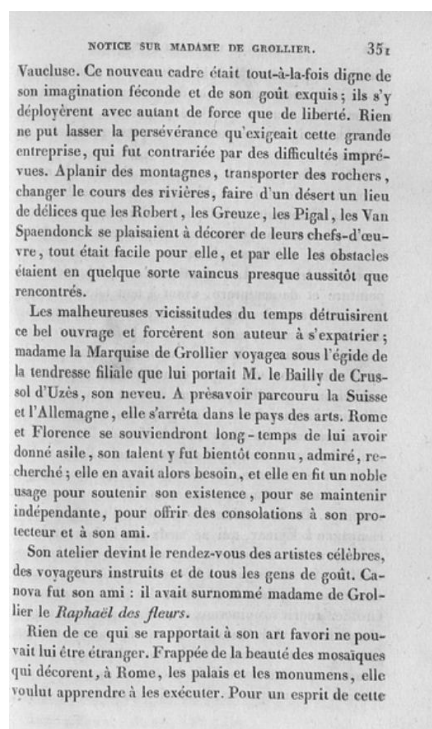 NOTICE SUR MADAME DE GROLLIER. 351
Vaucluse. Ce nouveau cadre était tout-à-la-fois digne de
son imagination féconde et de son goût exquis ; ils s'y
déployèrent avec autant de force que de liberté. Rien
ne put lasser la persévérance qu'exigeait cette grande
entreprise, qui fut contrariée par des difficultés impré-
vues. Aplanir des montagnes, transporter des rochers,
changer le cours des rivières, faire d'un désert un lieu
de délices que les Robert, les Greuze, les Pigal, les Van
Spaendonck se plaisaient à décorer de leurs chefs-d'œu-
vre, tout était facile pour elle, et par elle les obstacles
étaient en quelque sorte vaincus presque aussitôt que
rencontrés.
Les malheureuses vicissitudes du temps détruisirent
ce bel ouvrage et forcèrent son auteur à s'expatrier ;
madame la Marquise de Grollier voyagea sous l'égide de
la tendresse filiale que lui portait M. le Bailly de Crus-
sol d'Uzès, son neveu. A présavoir parcouru la Suisse
et l'Allemagne, elle s'arrêta dans le pays des arts. Rome
et Florence se souviendront long-temps de lui avoir
donné asile, son talent y fut bientôt connu, admiré, re-
cherché ; elle en avait alors besoin, et elle en fit un noble
usage pour soutenir son existence, pour se maintenir
indépendante, pour offrir des consolations à son pro-
tecteur et à son ami.
Son atelier devint le rendez-vous des artistes célèbres,
des voyageurs instruits et de tous les gens de goût. Ca-
nova fut son ami : il avait surnommé madame de Grol-
lier le Raphaël des fleurs.
Rien de ce qui se rapportait à son art favori ne pou-
vait lui être étranger. Frappée de la beauté des mosaïques
qui décorent, à Rome, les palais et les monumens, elle
voulut apprendre à les exécuter. Pour un esprit de cette